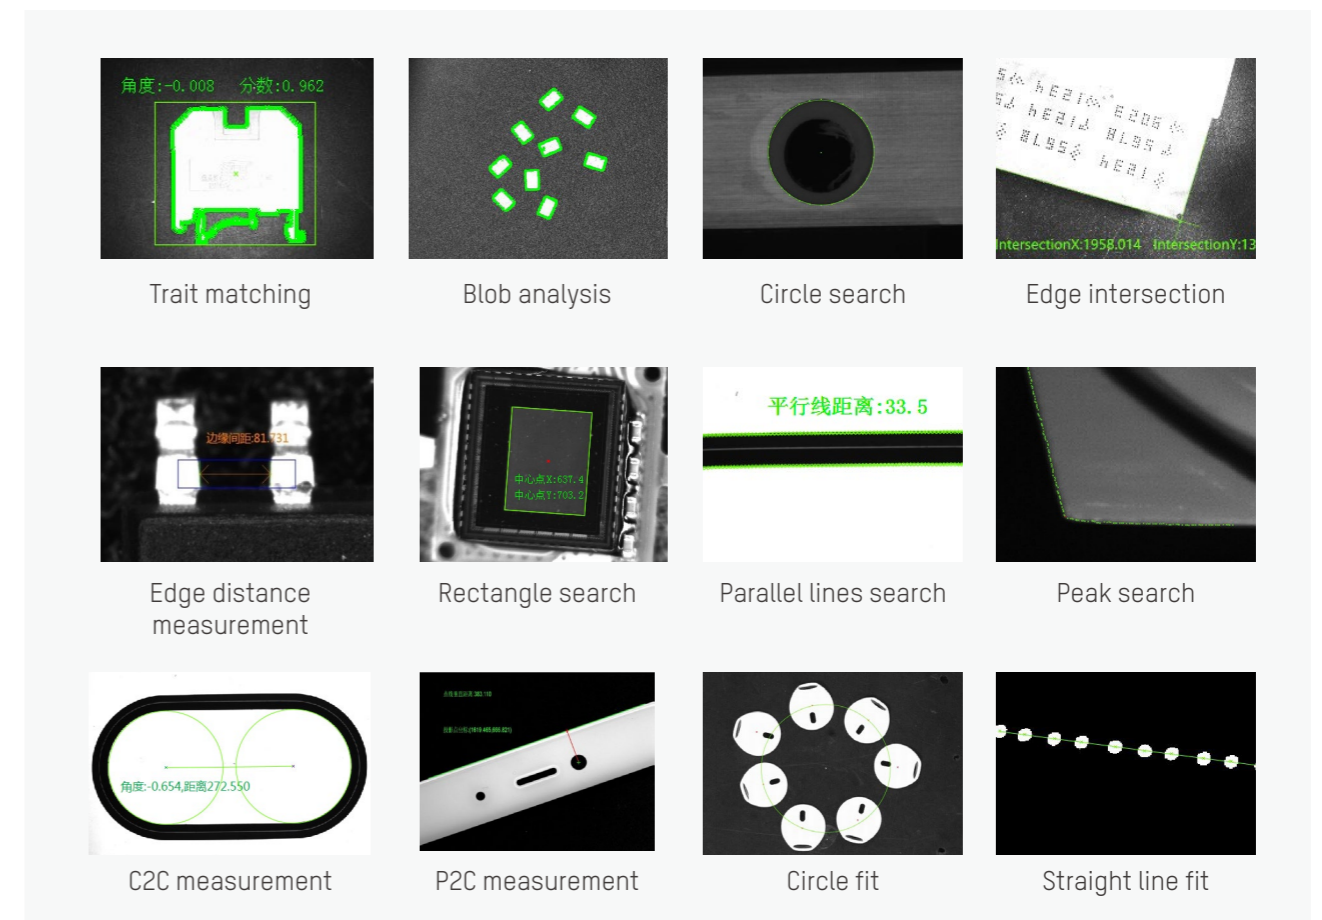 角度:-0.008 分数:0.962
IntersectionX:1958.014 IntersectionY:13
Trait matching
Blob analysis
Circle search
Edge intersection
边缘间距:81.731
中心点X:637.4
中心点Y:703.2
平行线距离:33.5
Edge distance
measurement
Rectangle search
Parallel lines search
Peak search
角度:-0.654,距离272.550
C2C measurement
P2C measurement
Circle fit
Straight line fit